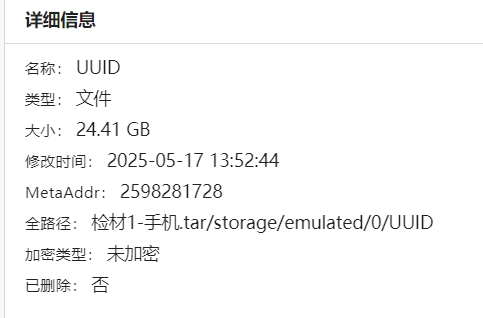 详细信息
名称： UUID
类型： 文件
大小： 24.41 GB
修改时间： 2025-05-17 13:52:44
MetaAddr： 2598281728
全路径： 检材1-手机.tar/storage/emulated/0/UUID
加密类型： 未加密
已删除： 否